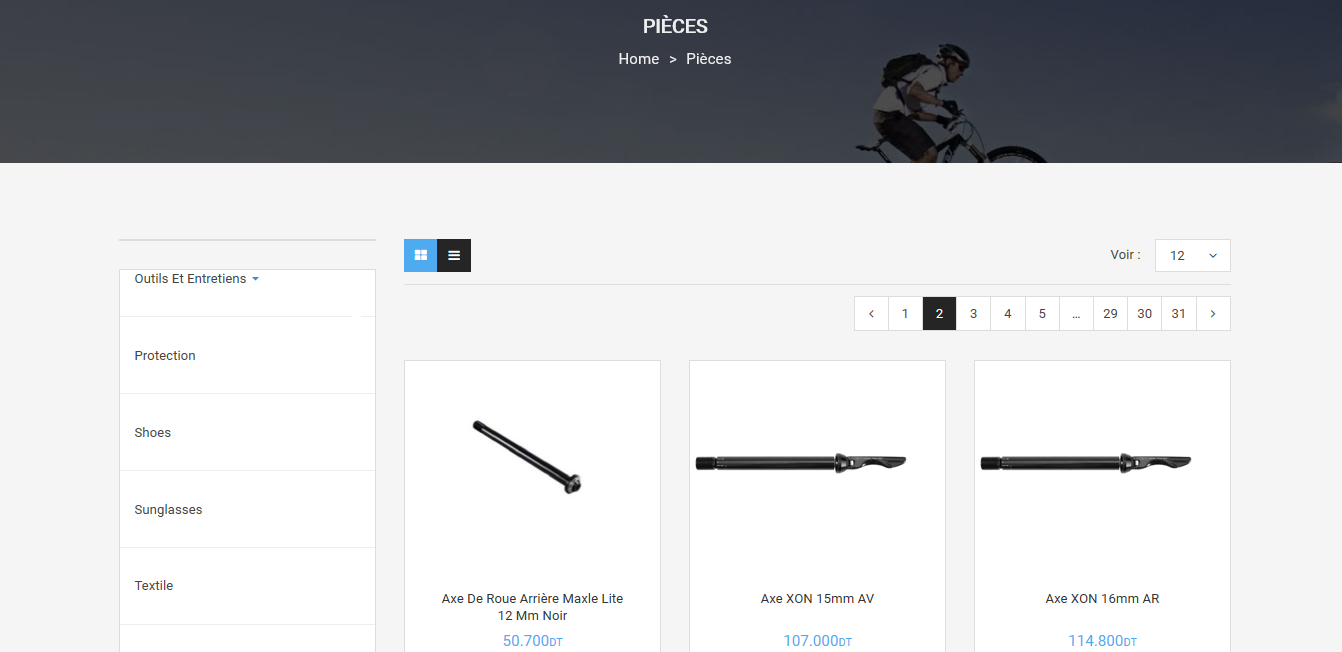 PIÈCES
Home > Pièces
Voir :
12
Outils Et Entretiens
Protection
Shoes
Sunglasses
Textile
‹ 1 2 3 4 5 ... 29 30 31 ›
Axe De Roue Arrière Maxle Lite
12 Mm Noir
50.700DT
Axe XON 15mm AV
107.000DT
Axe XON 16mm AR
114.800DT